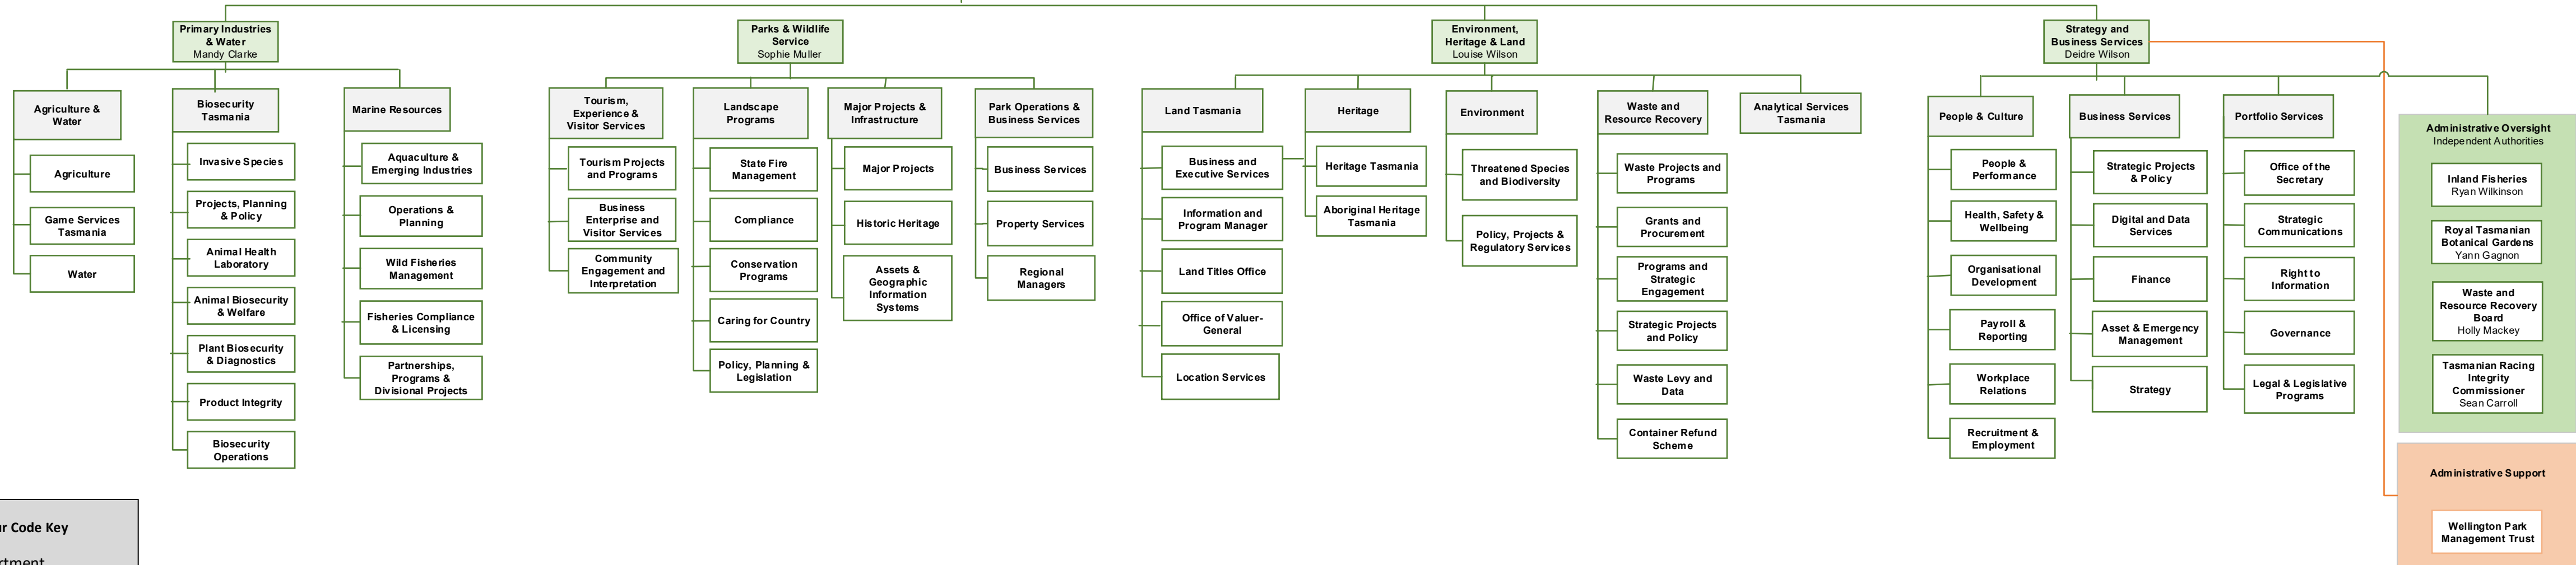 Primary Industries
& Water
Mandy Clarke
Agriculture &
Water
Agriculture
Game Services
Tasmania
Water
Biosecurity
Tasmania
Invasive Species
Projects, Planning
& Policy
Animal Health
Laboratory
Animal Biosecurity
& Welfare
Plant Biosecurity
& Diagnostics
Product Integrity
Biosecurity
Operations
Marine Resources
Aquaculture &
Emerging Industries
Operations &
Planning
Wild Fisheries
Management
Fisheries Compliance
& Licensing
Partnerships,
Programs &
Divisional Projects
Parks & Wildlife
Service
Sophie Muller
Tourism,
Experience &
Visitor Services
Tourism Projects
and Programs
Business
Enterprise and
Visitor Services
Community
Engagement and
Interpretation
Landscape
Programs
State Fire
Management
Compliance
Conservation
Programs
Caring for Country
Policy, Planning &
Legislation
Major Projects &
Infrastructure
Major Projects
Historic Heritage
Assets &
Geographic
Information
Systems
Park Operations &
Business Services
Business Services
Property Services
Regional
Managers
Environment,
Heritage & Land
Louise Wilson
Land Tasmania
Business and
Executive Services
Information and
Program Manager
Land Titles Office
Office of Valuer-
General
Location Services
Heritage
Heritage Tasmania
Aboriginal Heritage
Tasmania
Environment
Threatened Species
and Biodiversity
Policy, Projects &
Regulatory Services
Waste and
Resource Recovery
Waste Projects and
Programs
Grants and
Procurement
Programs and
Strategic
Engagement
Strategic Projects
and Policy
Waste Levy and
Data
Container Refund
Scheme
Analytical Services
Tasmania
Strategy and
Business Services
Deidre Wilson
People & Culture
People &
Performance
Health, Safety &
Wellbeing
Organisational
Development
Payroll &
Reporting
Workplace
Relations
Recruitment &
Employment
Business Services
Strategic Projects
& Policy
Digital and Data
Services
Finance
Asset & Emergency
Management
Strategy
Portfolio Services
Office of the
Secretary
Strategic
Communications
Right to
Information
Governance
Legal & Legislative
Programs
Administrative Oversight
Independent Authorities
Inland Fisheries
Ryan Wilkinson
Royal Tasmanian
Botanical Gardens
Yann Gagnon
Waste and
Resource Recovery
Board
Holly Mackey
Tasmanian Racing
Integrity
Commissioner
Sean Carroll
Administrative Support
Wellington Park
Management Trust
Code Key